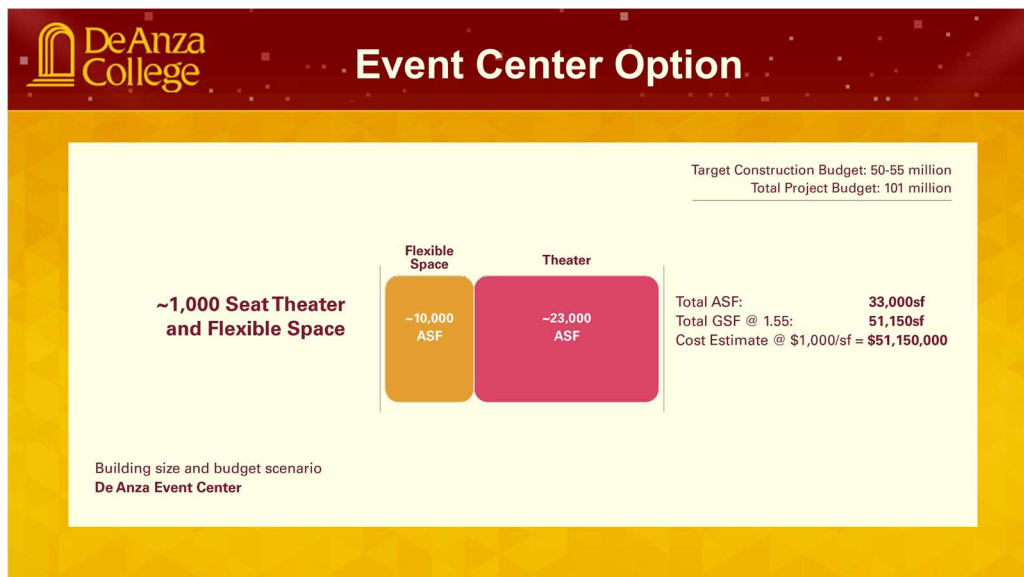 DeAnza
College
Event Center Option
Target Construction Budget: 50-55 million
Total Project Budget: 101 million
Flexible
Space
Theater
~1,000 Seat Theater
and Flexible Space
~10,000
ASF
~23,000
ASF
Total ASF: 33,000sf
Total GSF @ 1.55: 51,150sf
Cost Estimate @ $1,000/sf = $51,150,000
Building size and budget scenario
De Anza Event Center